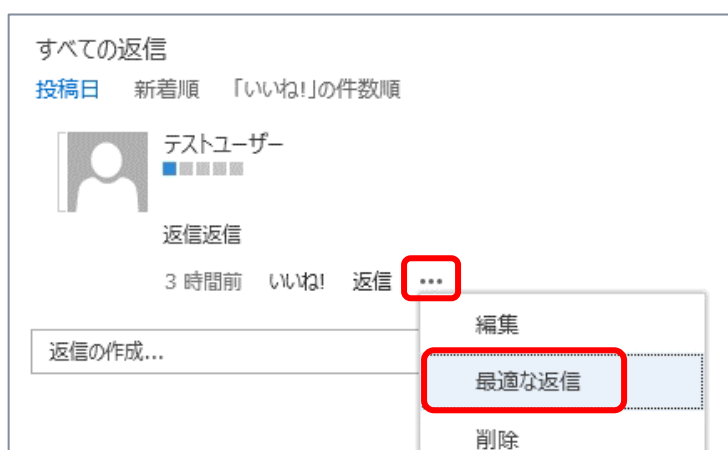 すべての返信
投稿日 新着順 「いいね!」の件数順
テストユーザー
返信返信
3 時間前 いいね! 返信 •••
編集
返信の作成...
最適な返信
削除